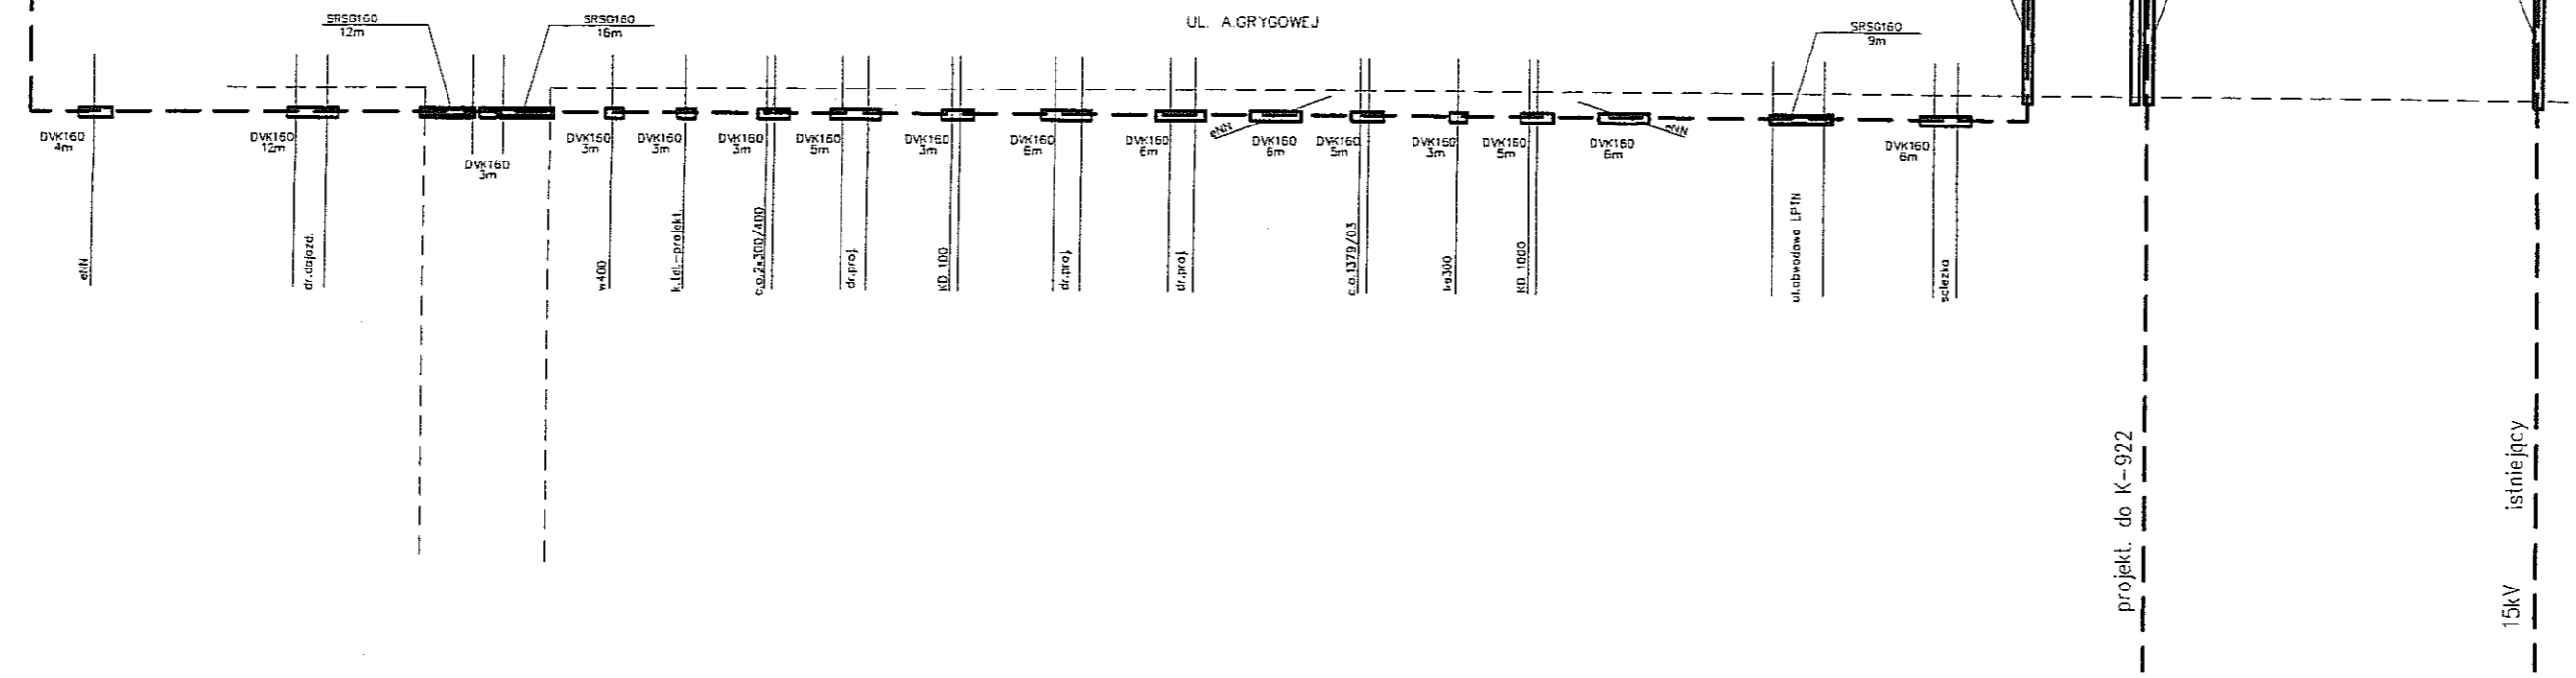 SRSG160
12m
SRSG160
16m
UL. A.GRYGOWEJ
SRSG160
9m
DVK160
4m
DVK160
12m
DVK160
3m
DVK160
3m
DVK160
3m
DVK160
3m
DVK160
5m
DVK160
3m
DVK160
6m
DVK160
6m
eNN
DVK160
6m
DVK160
5m
DVK160
3m
DVK160
5m
DVK160
6m
eNN
DVK160
6m
eNN
dr.dojazd.
w400
k.tel.-projekt.
c.o.2x300/400
dr.proj.
KD 100
dr.proj
dr.proj
c.o.1379/03
kg300
KD 1000
ul.obwodowa LPTN
sciezka
projekt. do K-922
15kV istniejący